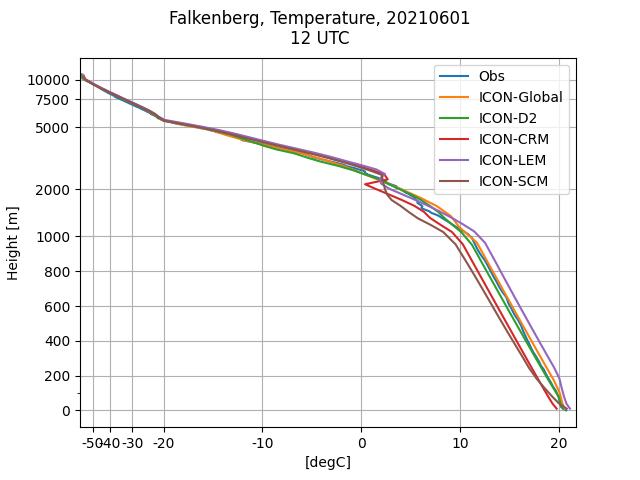 Falkenberg, Temperature, 20210601
12 UTC
Obs
ICON-Global
ICON-D2
ICON-CRM
ICON-LEM
ICON-SCM
10000
7500
5000
2000
1000
800
600
400
200
0
Height [m]
-50 -40 -30 -20 -10 0 10 20
[degC]